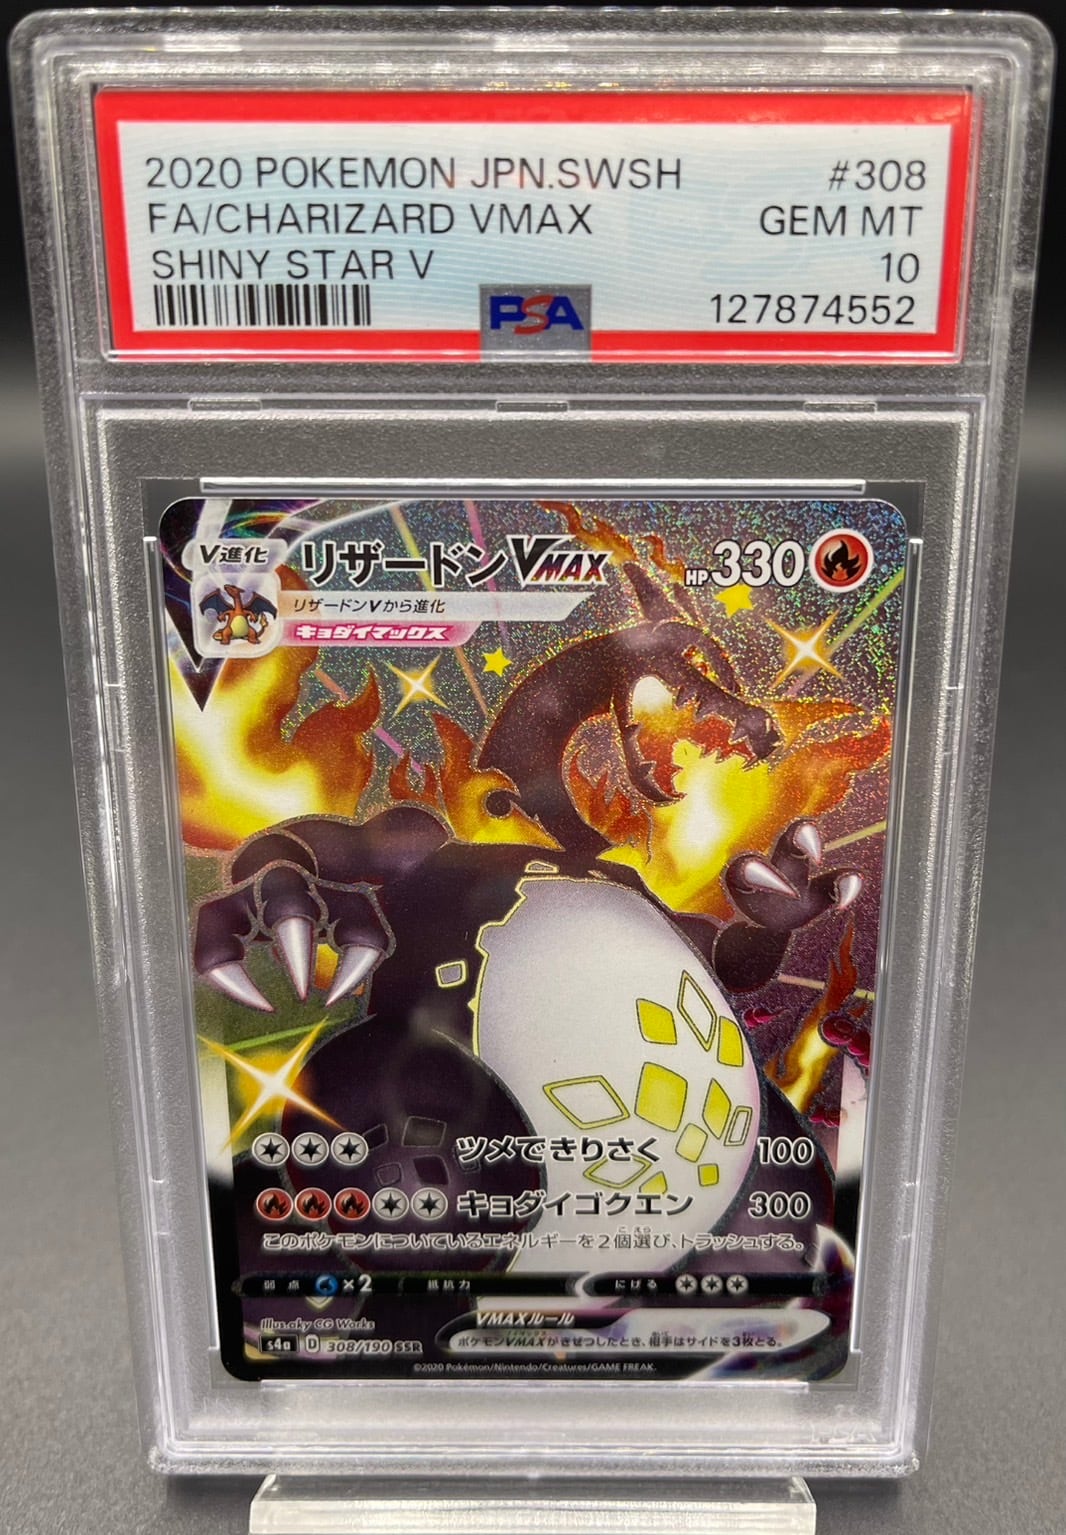 2020 POKEMON JPN.SWSH #308
FA/CHARIZARD VMAX GEM MT
SHINY STAR V 10
PSA 127874552
V進化 リザードンVMAX HP330
リザードンVから進化
キョダイマックス
ツメできりさく 100
キョダイゴクエン 300
このポケモンについているエネルギーを2個選び、トラッシュする。
弱点 ×2 抵抗力 にげる
Illus.aky CG Works
VMAXルール
ポケモンVMAXがきぜつしたとき、相手はサイドを3枚とる。
s4a D 308/190 SSR
©2020 Pokémon/Nintendo/Creatures/GAME FREAK.